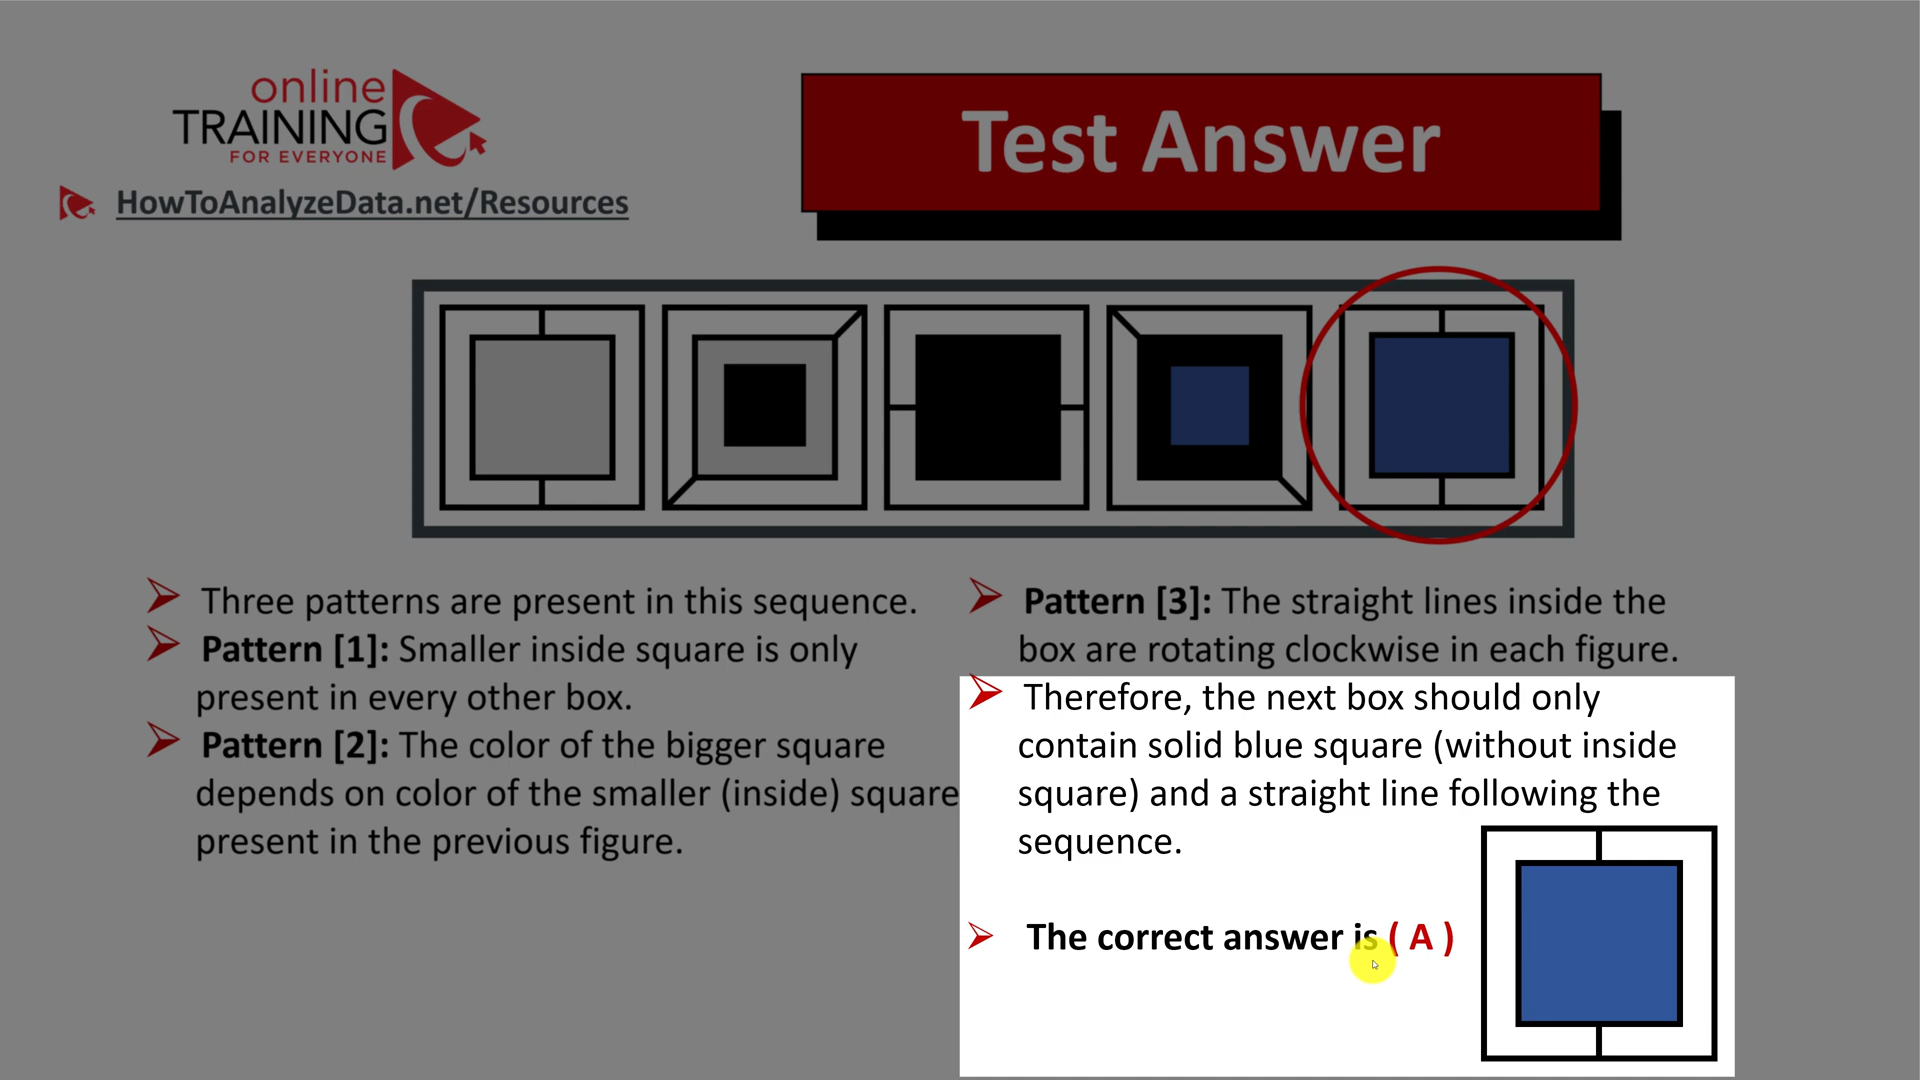 online
TRAINING
FOR EVERYONE
HowToAnalyzeData.net/Resources
Test Answer
Three patterns are present in this sequence.
Pattern [1]: Smaller inside square is only
present in every other box.
Pattern [2]: The color of the bigger square
depends on color of the smaller (inside) square
present in the previous figure.
Pattern [3]: The straight lines inside the
box are rotating clockwise in each figure.
Therefore, the next box should only
contain solid blue square (without inside
square) and a straight line following the
sequence.
The correct answer is ( A )